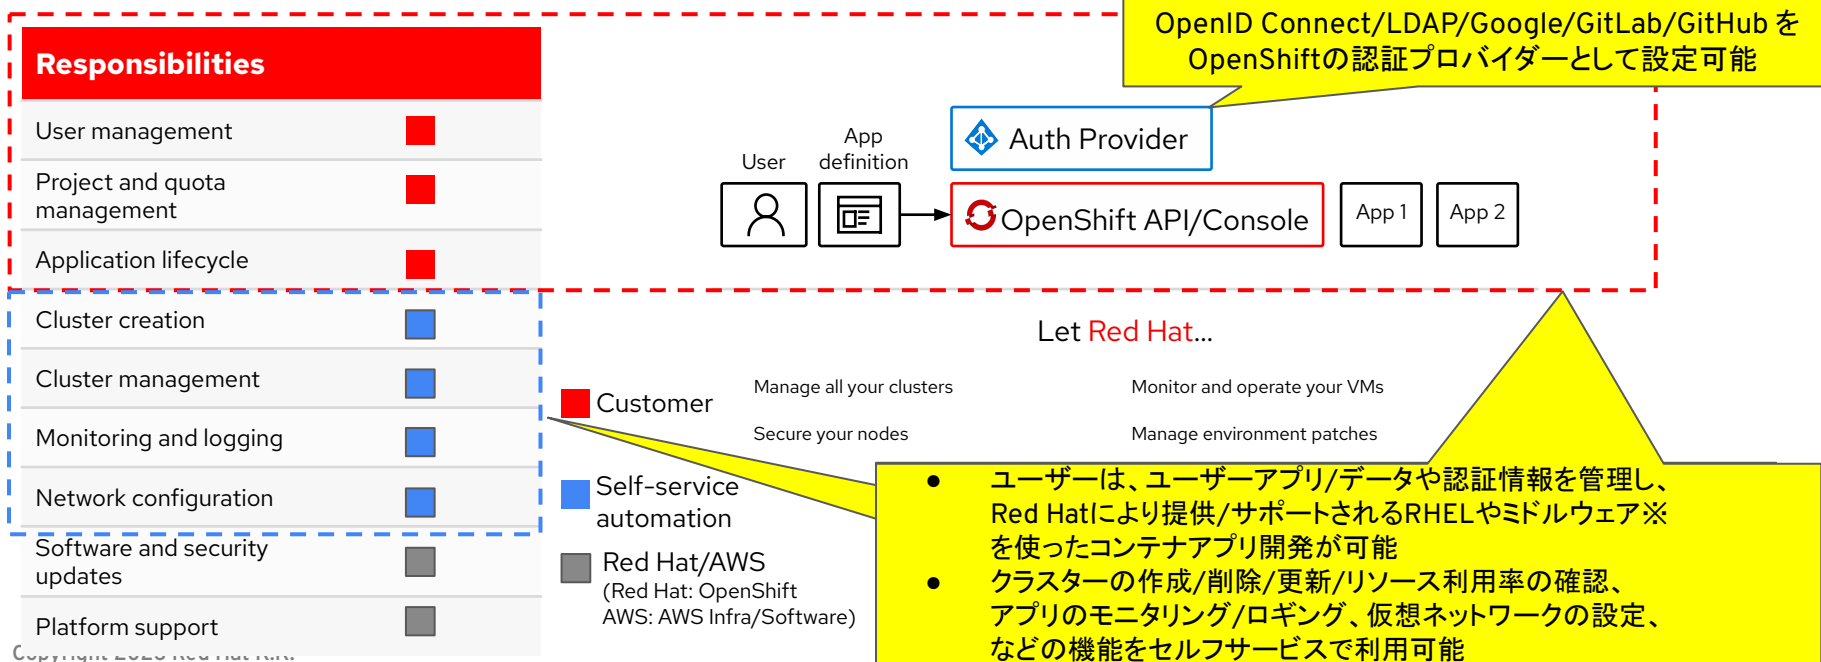 OpenID Connect/LDAP/Google/GitLab/GitHub を
OpenShiftの認証プロバイダーとして設定可能
Responsibilities
User management
Project and quota
management
Application lifecycle
Cluster creation
Cluster management
Monitoring and logging
Network configuration
Software and security
updates
Platform support
User
App
definition
Auth Provider
OpenShift API/Console
App 1
App 2
Let Red Hat...
Manage all your clusters
Monitor and operate your VMs
Secure your nodes
Manage environment patches
Customer
Self-service
automation
Red Hat/AWS
(Red Hat: OpenShift
AWS: AWS Infra/Software)
● ユーザーは、ユーザーアプリ/データや認証情報を管理し、
Red Hatにより提供/サポートされるRHELやミドルウェア※
を使ったコンテナアプリ開発が可能
● クラスターの作成/削除/更新/リソース利用率の確認、
アプリのモニタリング/ロギング、仮想ネットワークの設定、
などの機能をセルフサービスで利用可能